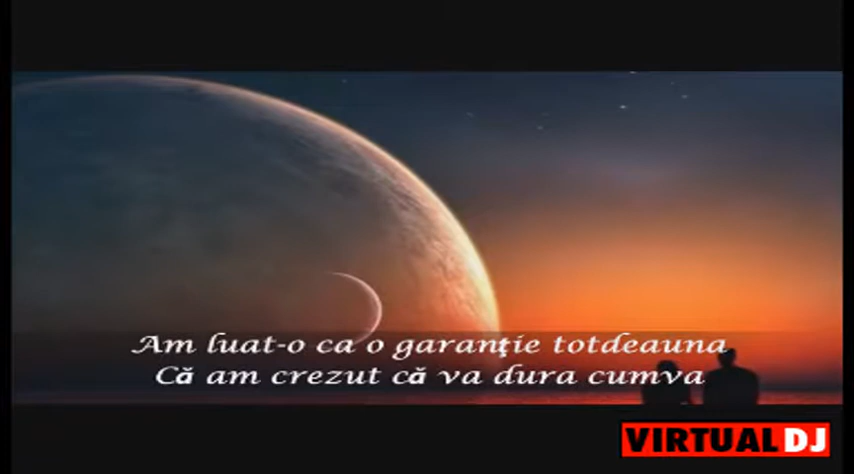 Am luat-o ca o garanţie totdeauna
Că am crezut că va dura cumva
VIRTUAL DJ